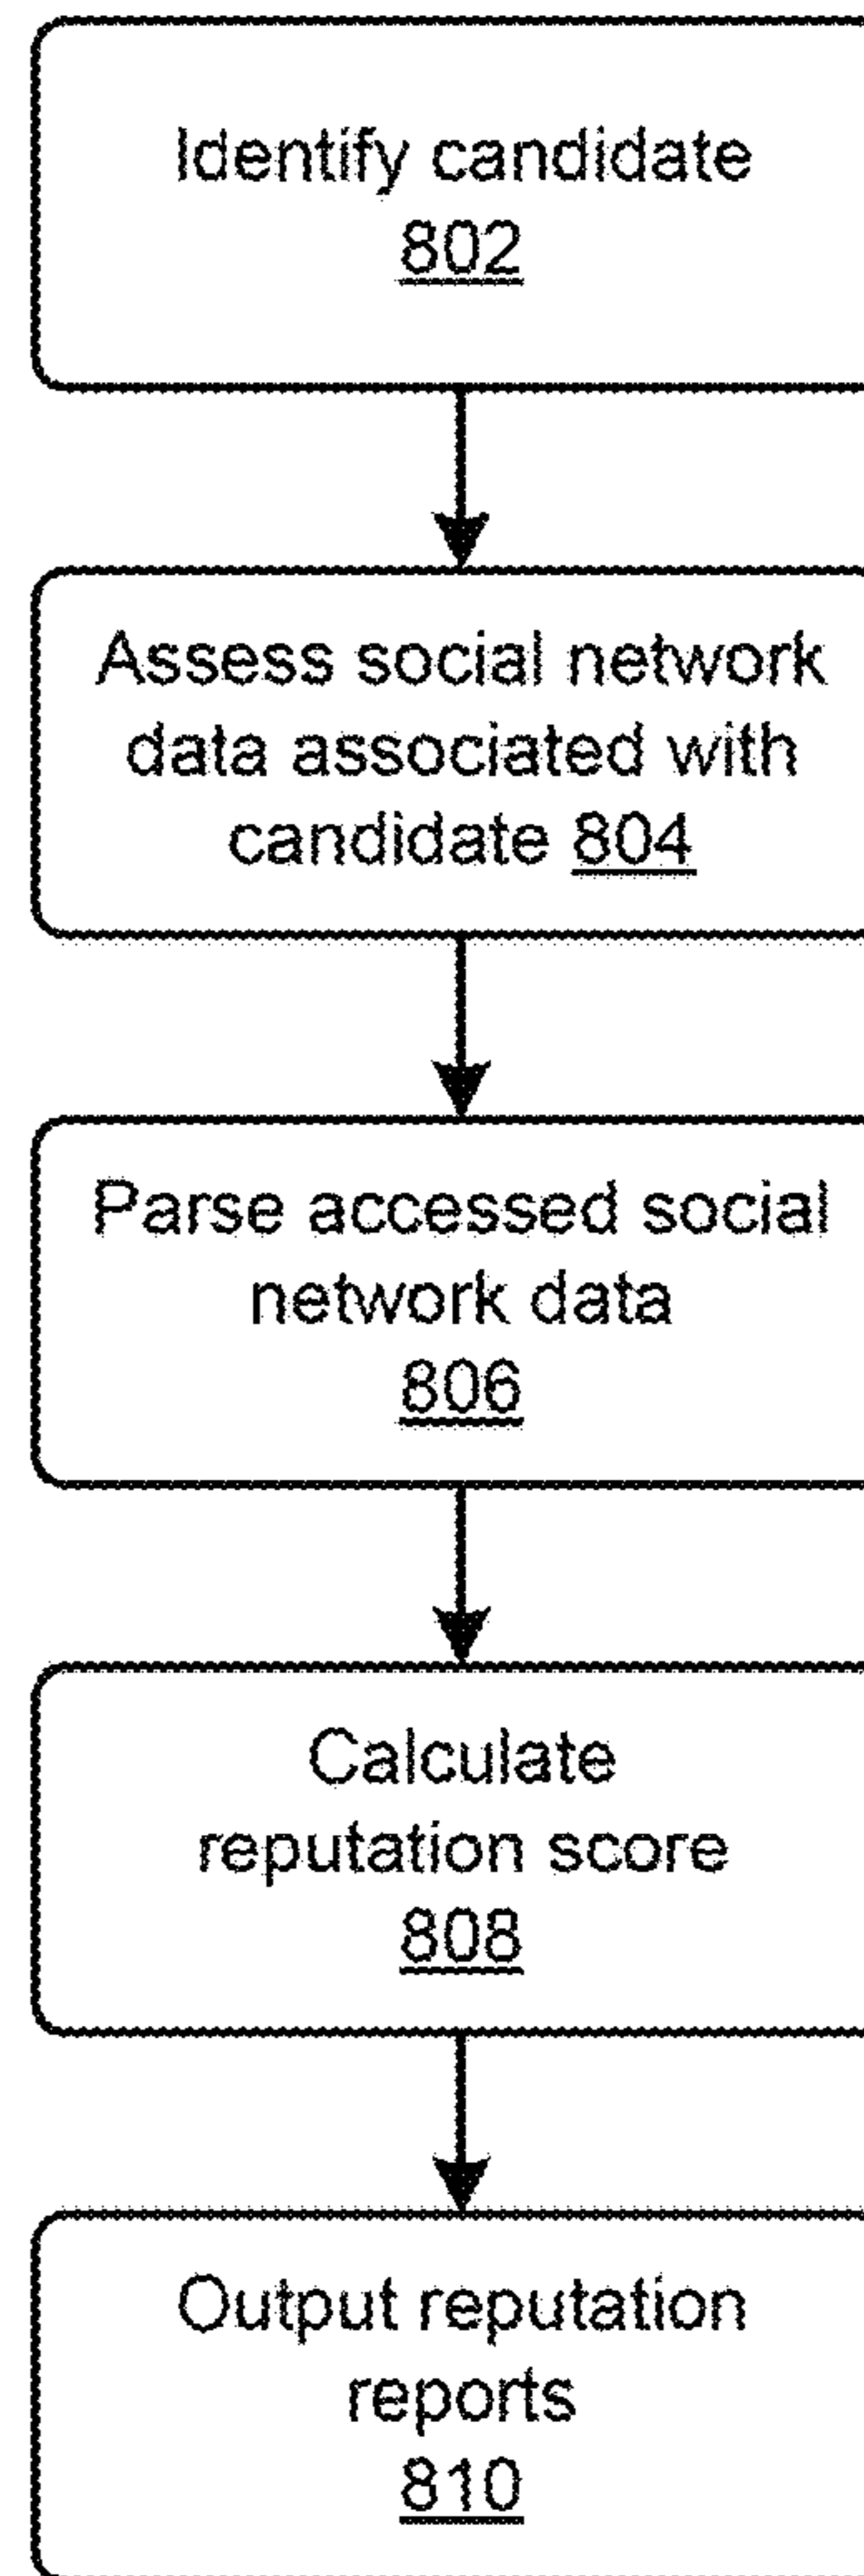 Identify candidate
802
Assess social network
data associated with
candidate 804
Parse accessed social
network data
806
Calculate
reputation score
808
Output reputation
reports
810